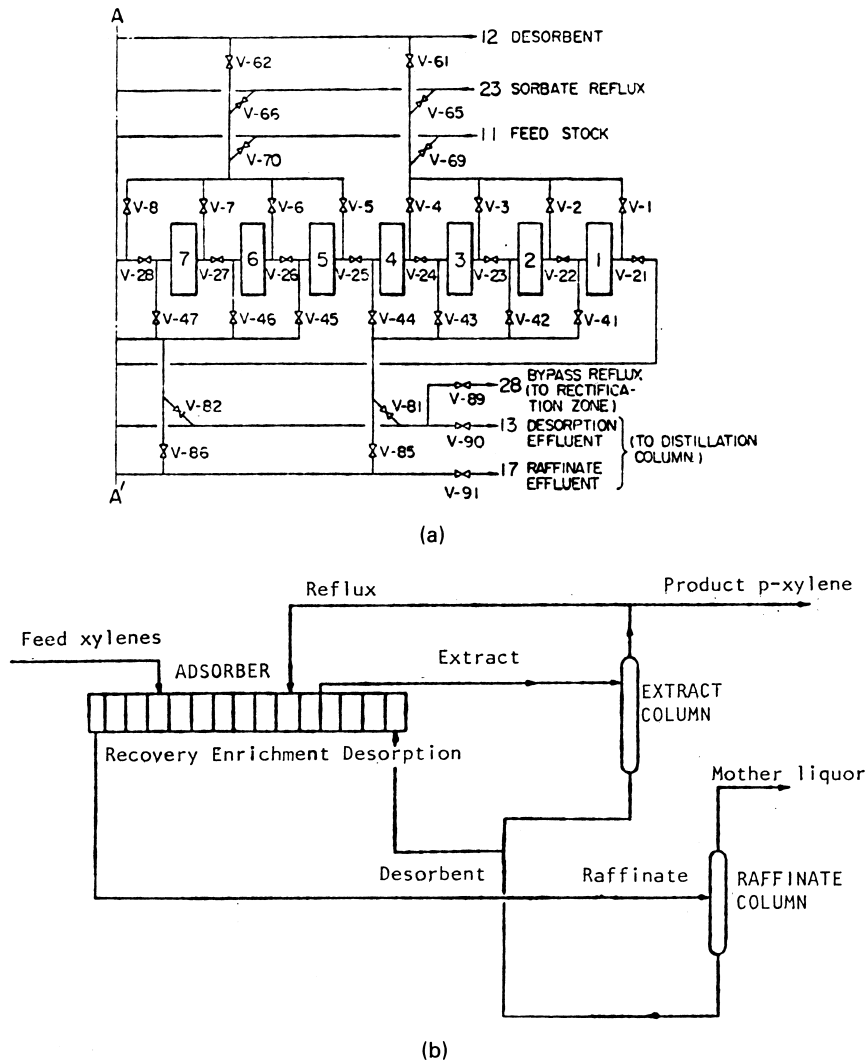 A
12 DESORBENT
V-62
V-61
23 SORBATE REFLUX
V-66
V-65
11 FEED STOCK
V-70
V-69
V-8
V-7
V-6
V-5
V-4
V-3
V-2
V-1
7
6
5
4
3
2
1
V-28
V-27
V-26
V-25
V-24
V-23
V-22
V-21
V-47
V-46
V-45
V-44
V-43
V-42
V-41
28 BYPASS REFLUX
(TO RECTIFICA-
TION ZONE)
V-89
V-82
V-81
13 DESORPTION
EFFLUENT
V-90
(TO DISTILLATION
COLUMN.)
V-86
V-85
17 RAFFINATE
EFFLUENT
V-91
A'
(a)
Reflux
Product p-xylene
Feed xylenes
ADSORBER
Extract
EXTRACT
COLUMN
Recovery Enrichment Desorption
Mother liquor
Desorbent
Raffinate
RAFFINATE
COLUMN
(b)